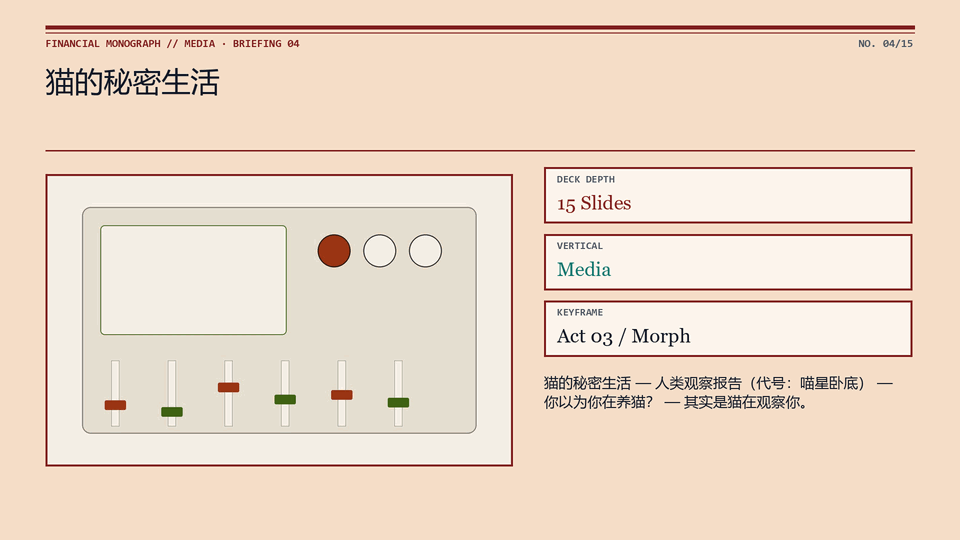 FINANCIAL MONOGRAPH // MEDIA · BRIEFING 04
NO. 04/15
猫的秘密生活
DECK DEPTH
15 Slides
VERTICAL
Media
KEYFRAME
Act 03 / Morph
猫的秘密生活 — 人类观察报告（代号：喵星卧底） —
你以为你在养猫？ — 其实是猫在观察你。